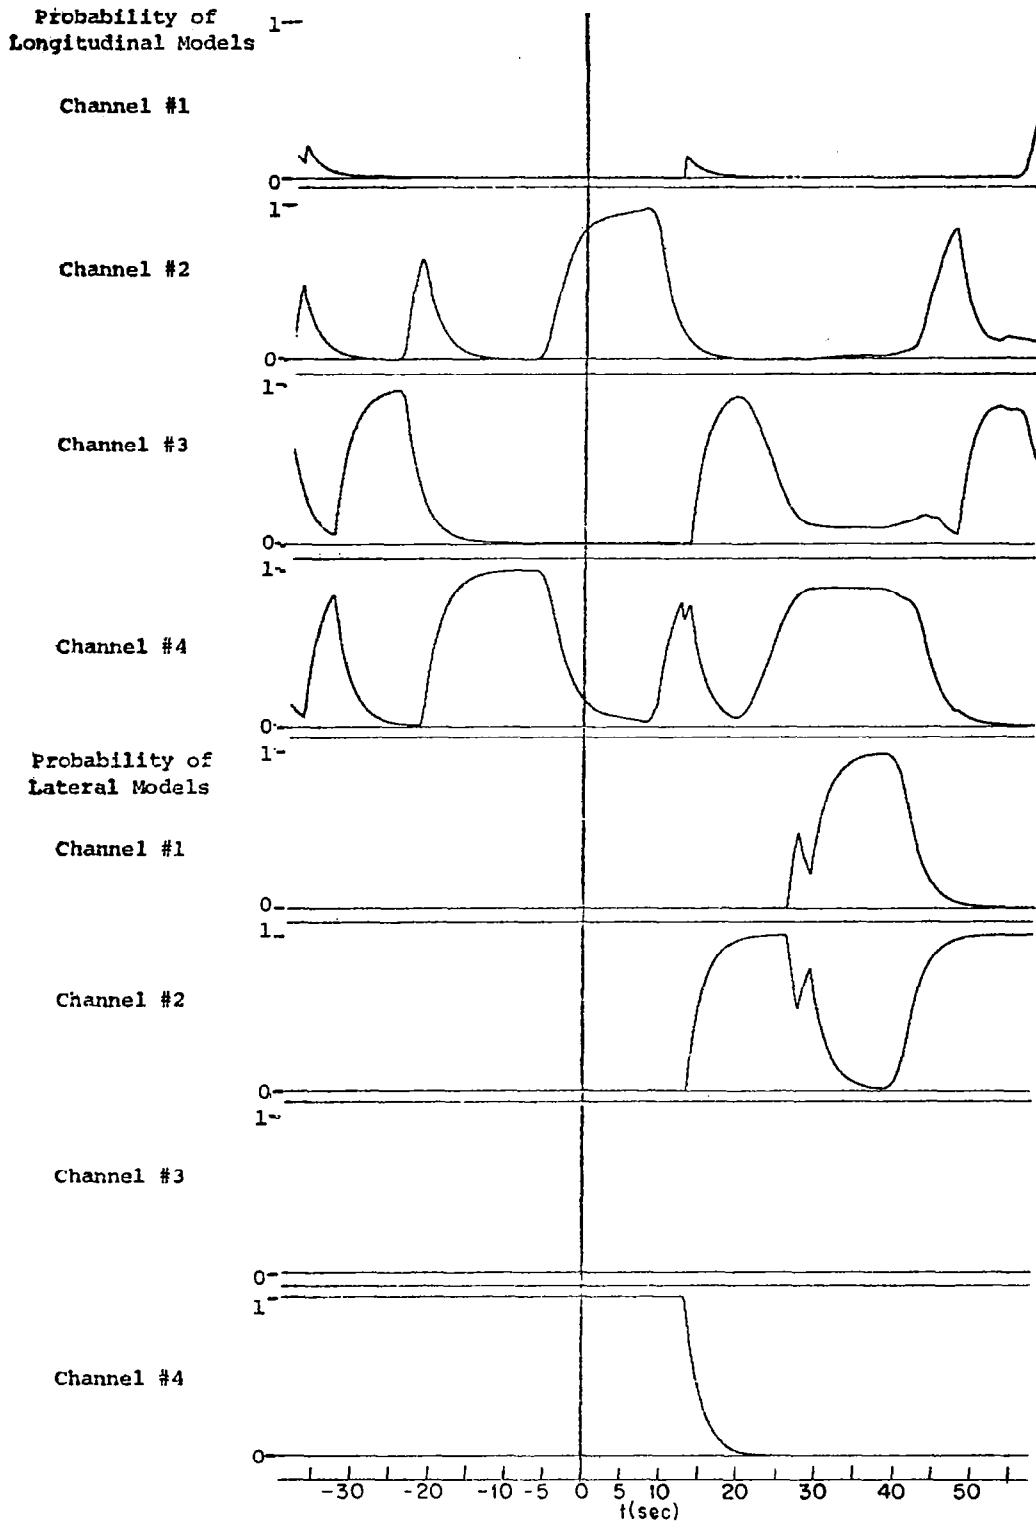 Probability of
Longitudinal Models
1
Channel #1
0
1
Channel #2
0
1
Channel #3
0
1
Channel #4
0
Probability of
Lateral Models
1
Channel #1
0
1
Channel #2
0
1
Channel #3
0
1
Channel #4
0
-30 -20 -10 -5 0 5 10 20 30 40 50
t(sec)